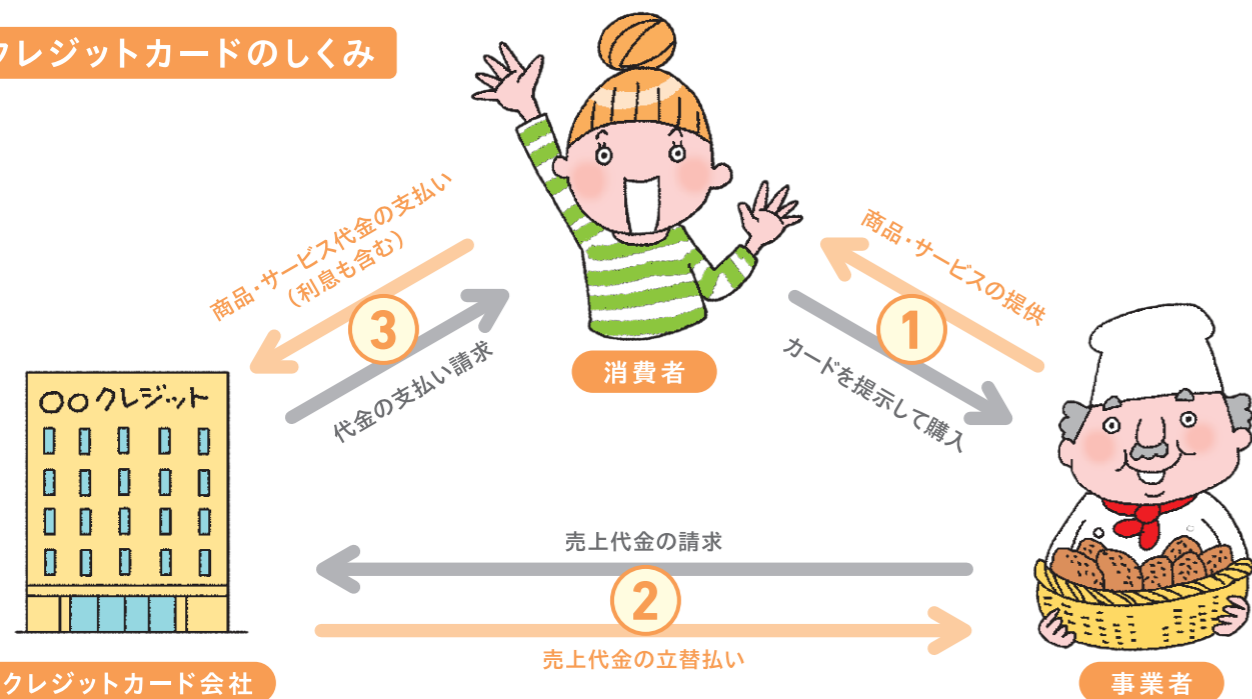 クレジットカードのしくみ
商品・サービス代金の支払い
(利息も含む)
3
代金の支払い請求
消費者
商品・サービスの提供
1
カードを提示して購入
○○クレジット
売上代金の請求
2
売上代金の立替払い
クレジットカード会社
事業者